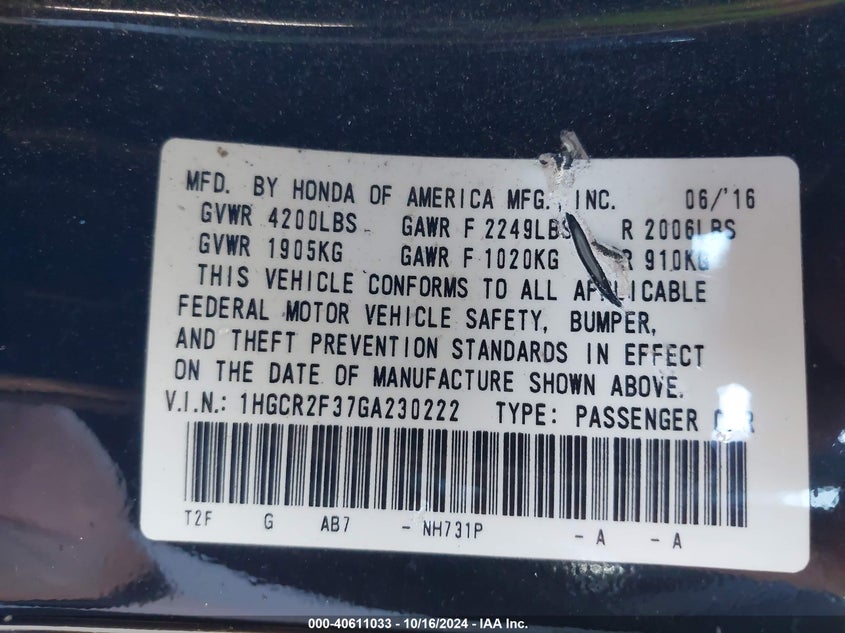 MFD. BY HONDA OF AMERICA MFG., INC. 06/'16
GVWR 4200LBS GAWR F 2249LBS R 2006LBS
GVWR 1905KG GAWR F 1020KG R 910KG
THIS VEHICLE CONFORMS TO ALL APPLICABLE
FEDERAL MOTOR VEHICLE SAFETY, BUMPER,
AND THEFT PREVENTION STANDARDS IN EFFECT
ON THE DATE OF MANUFACTURE SHOWN ABOVE.
V.I.N.: 1HGCR2F37GA230222 TYPE: PASSENGER CAR
T2F G AB7 - NH731P - A - A
000-40611033 - 10/16/2024 - IAA Inc.